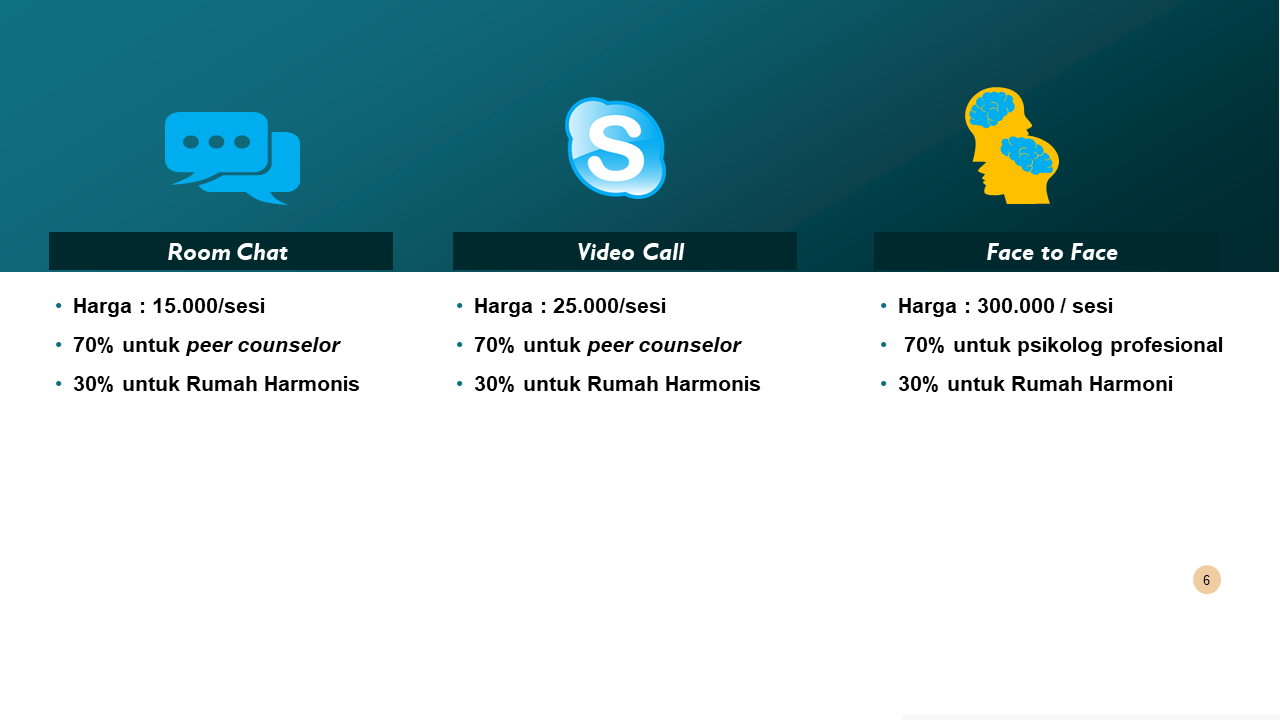 S
Room Chat
Harga : 15.000/sesi
70% untuk peer counselor
30% untuk Rumah Harmonis
Video Call
Harga : 25.000/sesi
70% untuk peer counselor
30% untuk Rumah Harmonis
Face to Face
Harga : 300.000 / sesi
70% untuk psikolog profesional
30% untuk Rumah Harmoni
6